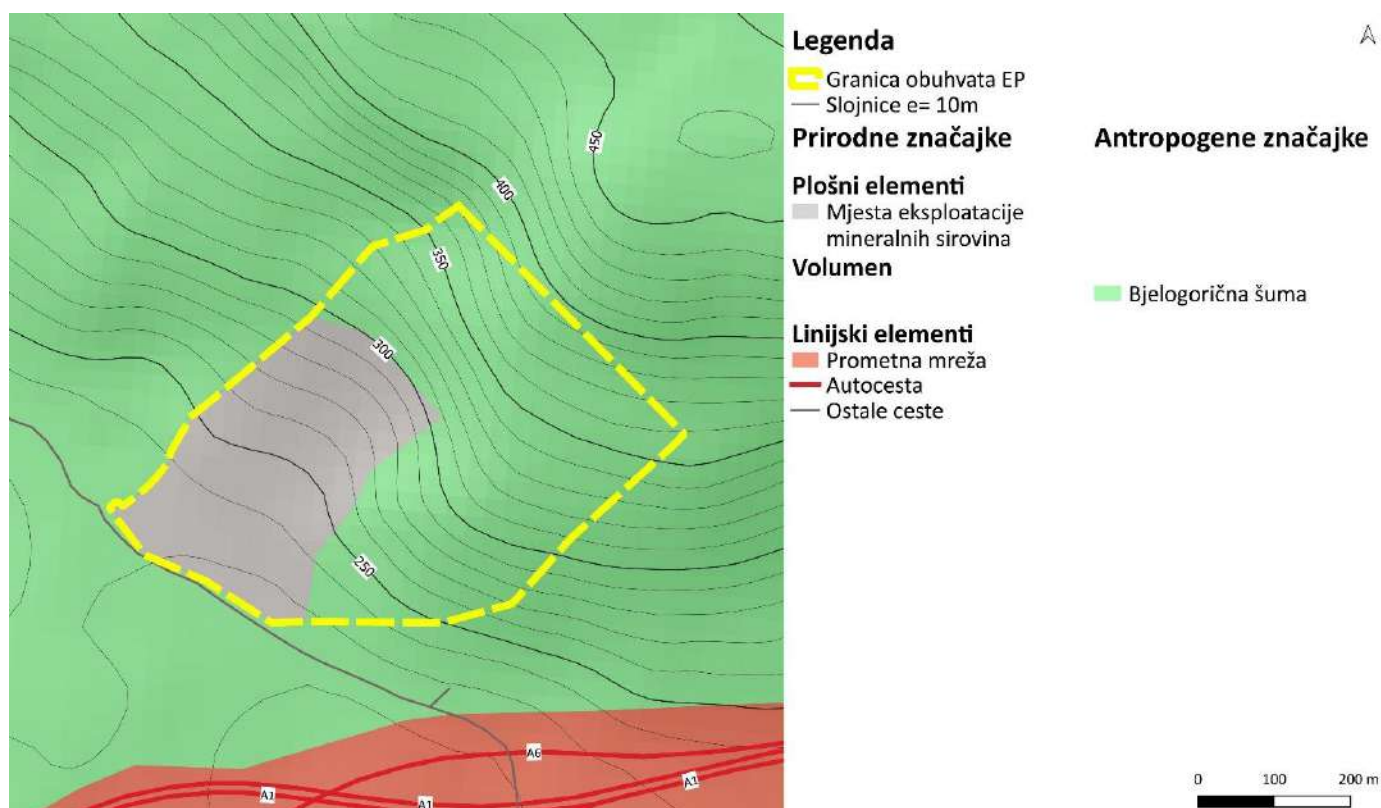 Legenda
Granica obuhvata EP
Slojnice e= 10m
Prirodne značajke
Antropogene značajke
Plošni elementi
Mjesta eksploatacije
mineralnih sirovina
Volumen
Bjelogorična šuma
Linijski elementi
Prometna mreža
Autocesta
Ostale ceste
450
400
350
300
250
A6
A1
A1
A1
0 100 200 m